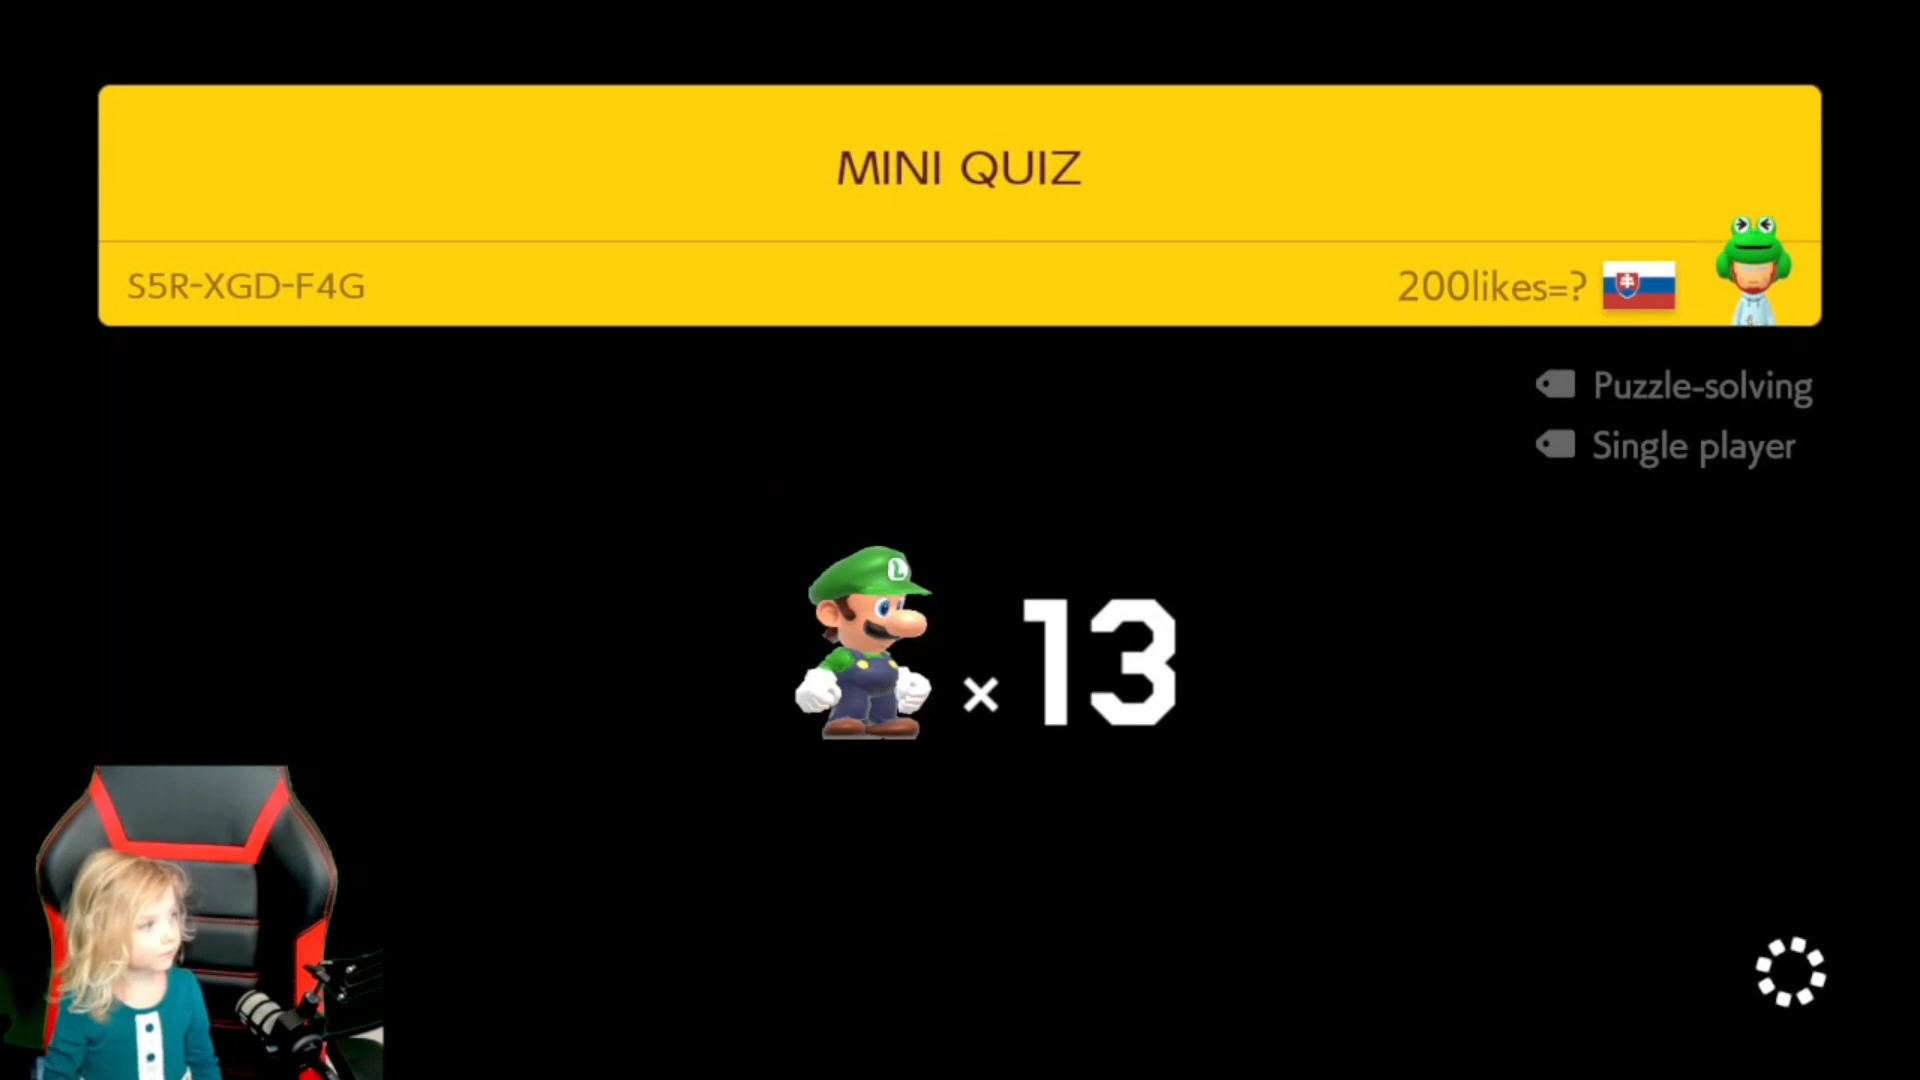 MINI QUIZ
S5R-XGD-F4G
200likes=?
Puzzle-solving
Single player
L
×13